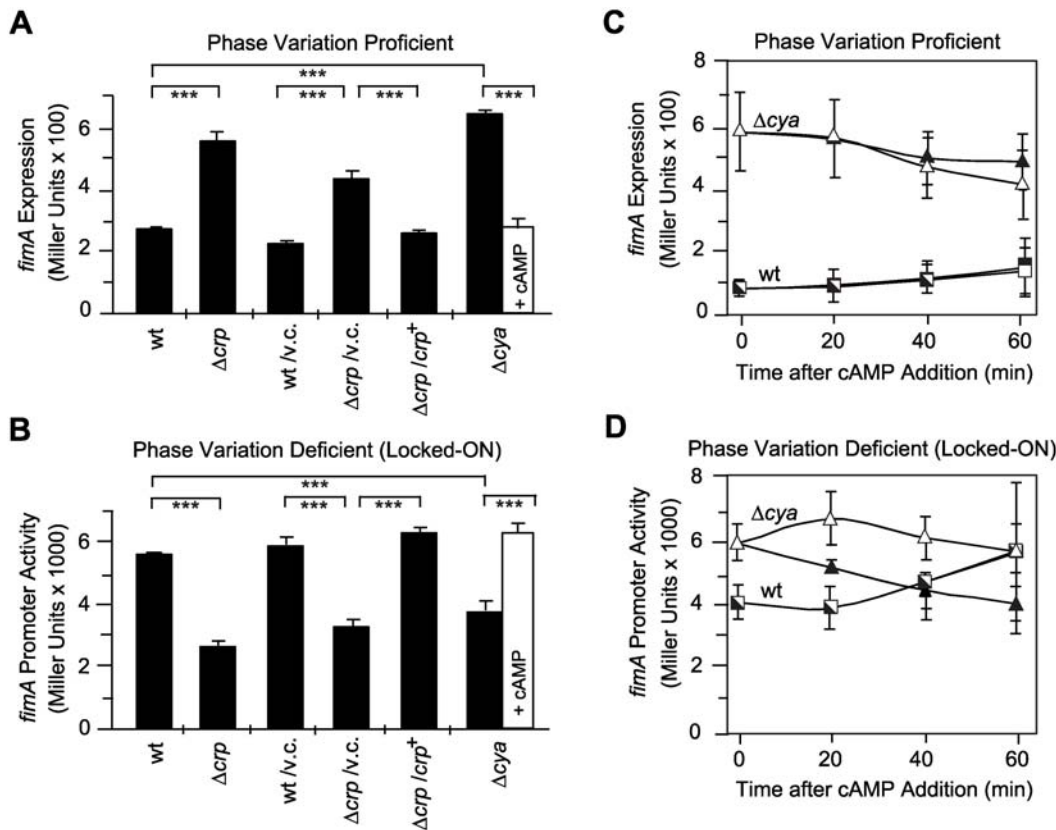 A
Phase Variation Proficient
***
*** *** *** ***
fimA Expression
(Miller Units x 100)
6
4
2
0
+ cAMP
wt
Δcrp
wt /v.c.
Δcrp /v.c.
Δcrp /crp+
Δcya
B
Phase Variation Deficient (Locked-ON)
***
*** *** *** ***
fimA Promoter Activity
(Miller Units x 1000)
6
4
2
0
+ cAMP
wt
Δcrp
wt /v.c.
Δcrp /v.c.
Δcrp /crp+
Δcya
C
Phase Variation Proficient
fimA Expression
(Miller Units x 100)
8
6
4
2
0
Δcya
wt
0 20 40 60
Time after cAMP Addition (min)
D
Phase Variation Deficient (Locked-ON)
fimA Promoter Activity
(Miller Units x 1000)
8
6
4
2
0
Δcya
wt
0 20 40 60
Time after cAMP Addition (min)